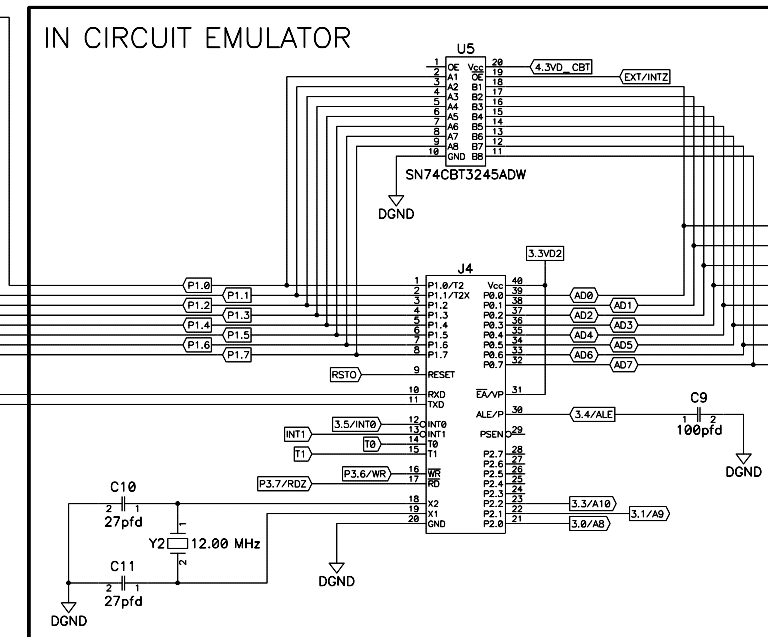 IN CIRCUIT EMULATOR
U5
1 OE Vcc 20 4.3VD_CBT
2 A1 OE 19 EXT/INTZ
3 A2 B1 18
4 A3 B2 17
5 A4 B3 16
6 A5 B4 15
7 A6 B5 14
8 A7 B6 13
9 A8 B7 12
10 GND B8 11
SN74CBT3245ADW
DGND
3.3VD2
J4
P1.0 1 P1.0/T2 Vcc 40
P1.1 2 P1.1/T2X P0.0 39 AD0
P1.2 3 P1.2 P0.1 38 AD1
P1.3 4 P1.3 P0.2 37 AD2
P1.4 5 P1.4 P0.3 36 AD3
P1.5 6 P1.5 P0.4 35 AD4
P1.6 7 P1.6 P0.5 34 AD5
P1.7 8 P1.7 P0.6 33 AD6
P0.7 32 AD7
RSTO 9 RESET
10 RXD EA/VP 31
11 TXD
ALE/P 30 3.4/ALE
C9
1 2
100pfd
DGND
3.5/INT0 12 INT0
INT1 13 INT1 PSEN 29
T0 14 T0
T1 15 T1 P2.7 28
P2.6 27
P3.6/WR 16 WR P2.5 26
P3.7/RDZ 17 RD P2.4 25
P2.3 24
18 X2 P2.2 23 3.3/A10
19 X1 P2.1 22 3.1/A9
20 GND P2.0 21 3.0/A8
DGND
C10
2 1
27pfd
1
Y2 12.00 MHz
2
C11
2 1
27pfd
DGND